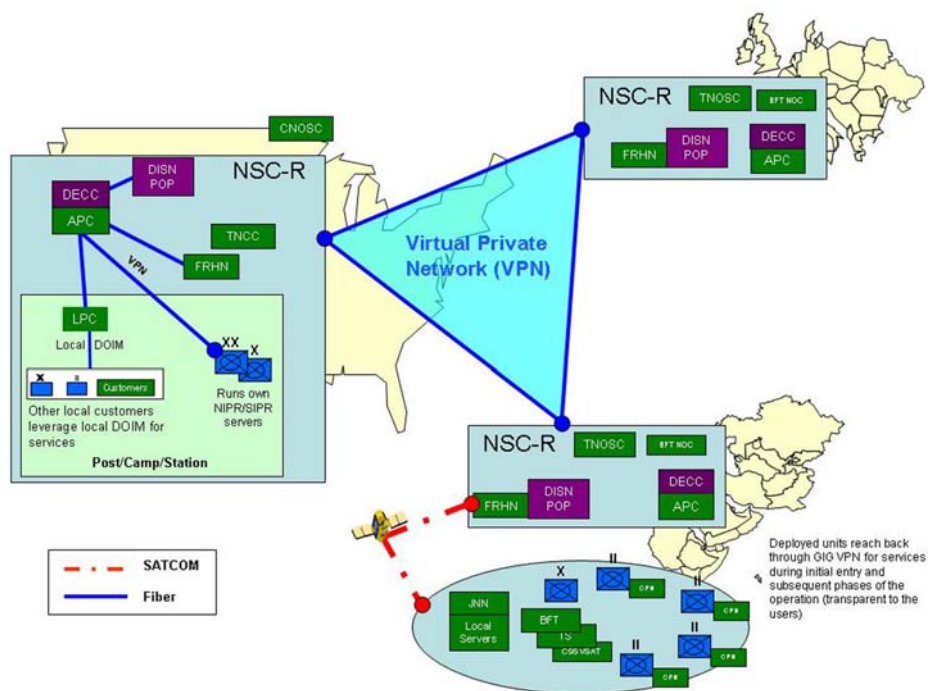 CNOSC
NSC-R
DISN
POP
DECC
APC
TNCC
FRHN
VPN
LPC
Local DOIM
XX
X
X
II
Customers
Other local customers
leverage local DOIM for
services
Runs own
NIPR/SIPR
servers
Post/Camp/Station
Virtual Private
Network (VPN)
NSC-R
TNOSC
BFT NOC
FRHN
DISN
POP
DECC
APC
NSC-R
TNOSC
BFT NOC
FRHN
DISN
POP
DECC
APC
SATCOM
Fiber
Deployed units reach back
through GIG VPN for services
during initial entry and
subsequent phases of the
operation (transparent to the
users)
JNN
Local
Servers
BFT
TS
CSS VSAT
X
II
CPN
II
CPN
II
CPN
II
CPN